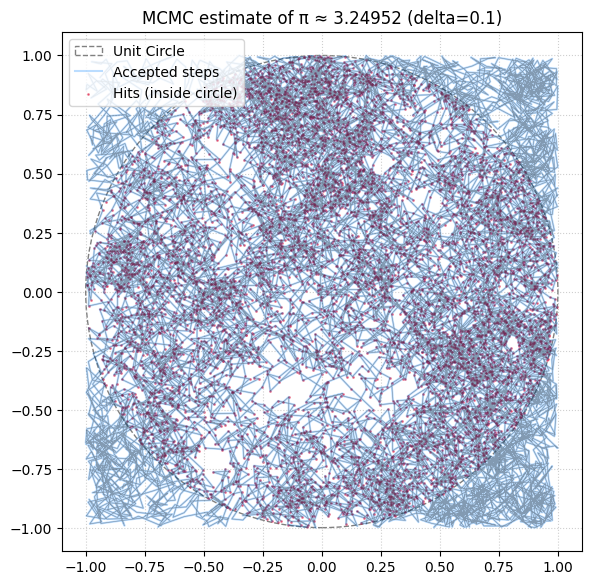 MCMC estimate of π ≈ 3.24952 (delta=0.1)
Unit Circle
Accepted steps
Hits (inside circle)
1.00
0.75
0.50
0.25
0.00
−0.25
−0.50
−0.75
−1.00
−1.00 −0.75 −0.50 −0.25 0.00 0.25 0.50 0.75 1.00